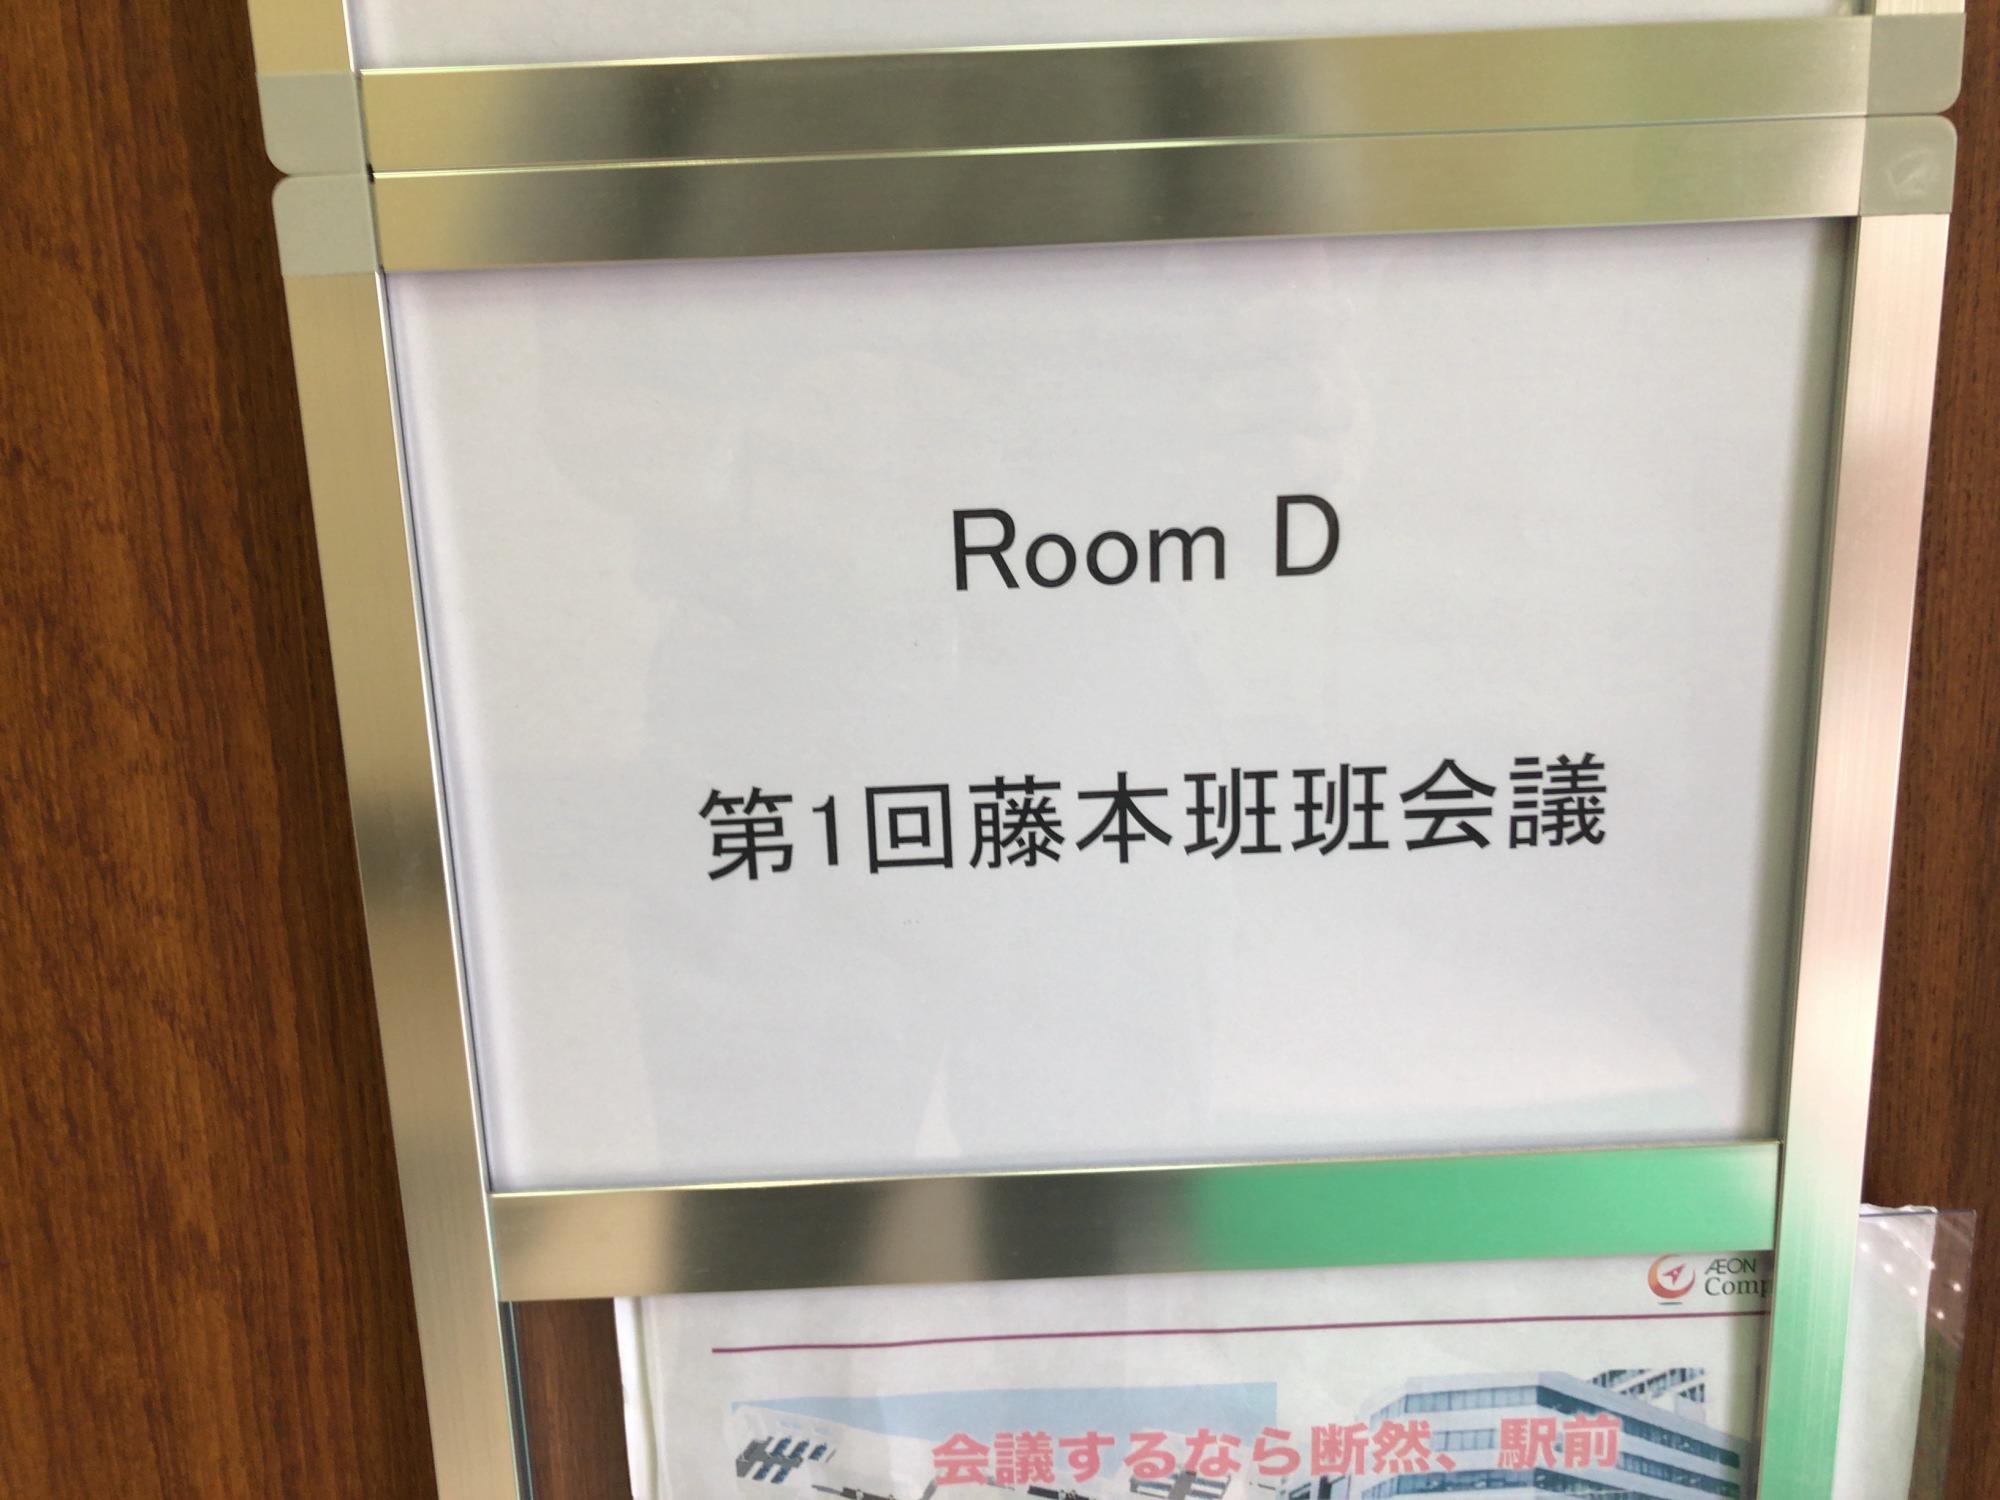 Room D
第1回藤本班班会議
ÆON
Comp
会議するなら断然、駅前